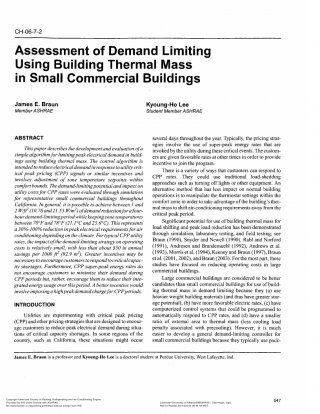 CH-06-7-2
Assessment of Demand Limiting
Using Building Thermal Mass
in Small Commercial Buildings
James E. Braun
Member ASHRAE
Kyoung-Ho Lee
Student Member ASHRAE
ABSTRACT
This paper describes the development and evaluation of a
simple algorithm for limiting peak electrical demand in build-
ings using building thermal mass. The control algorithm is
intended to reduce electrical demand in response to utility crit-
ical peak pricing (CPP) signals or similar incentives and
involves adjustment of zone temperature setpoints within
comfort bounds. The demand-limiting potential and impact on
utility costs for CPP rates were evaluated through simulation
for representative small commercial buildings throughout
California. In general, it is possible to achieve between 1 and
2 W/ft² (10.76 and 21.53 W/m²) of demand reduction for a four-
hour demand-limiting period while keeping zone temperatures
between 70°F and 78°F (21.1°C and 25.6°C). This represents
a 30%-100% reduction in peak electrical requirements for air
conditioning depending on the climate. For typical CPP utility
rates, the impact of the demand limiting strategy on operating
costs is relatively small, with less than about $50 in annual
savings per 1000 ft² (92.9 m²). Greater incentives may be
necessary to encourage customers to respond to critical capac-
ity shortages. Furthermore, CPP super-peak energy rates do
not encourage customers to minimize their demand during
CPP periods but, rather, encourage them to reduce their inte-
grated energy usage over this period. A better incentive would
involve imposing a high peak demand charge for CPP periods.
INTRODUCTION
Utilities are experimenting with critical peak pricing
(CPP) and other pricing strategies that are designed to encour-
age customers to reduce peak electrical demand during situa-
tions of critical capacity shortages. In some regions of the
country, such as California, these situations might occur
several days throughout the year. Typically, the pricing strat-
egies involve the use of super-peak energy rates that are
invoked by the utility during these critical events. The custom-
ers are given favorable rates at other times in order to provide
incentive to join the program.
There is a variety of ways that customers can respond to
CPP rates. They could use traditional load-shedding
approaches such as turning off lights or other equipment. An
alternative method that has less impact on normal building
operations is to manipulate the thermostat settings within the
comfort zone in order to take advantage of the building's ther-
mal mass to shift air-conditioning requirements away from the
critical peak period.
Significant potential for use of building thermal mass for
load shifting and peak load reduction has been demonstrated
through simulation, laboratory testing, and field testing; see
Braun (1990), Snyder and Newell (1990), Rabl and Norford
(1991), Andresen and Brandemuehl (1992), Andrews et al.
(1993), Morris et al. (1994), Keeney and Braun (1997), Braun
et al. (2001, 2002), and Braun (2003). For the most part, these
studies have focused on reducing operating costs in large
commercial buildings.
Large commercial buildings are considered to be better
candidates than small commercial buildings for use of build-
ing thermal mass in demand limiting because they (a) use
heavier weight building materials (and thus have greater stor-
age potential), (b) have more favorable electric rates, (c) have
computerized control systems that could be programmed to
automatically respond to CPP rates, and (d) have a smaller
ratio of external area to thermal mass (less cooling load
penalty associated with precooling). However, it is much
easier to develop a general demand-limiting controller for
small commercial buildings because they typically use pack-
James E. Braun is a professor and Kyoung-Ho Lee is a doctoral student at Purdue University, West Lafayette, Ind.
547